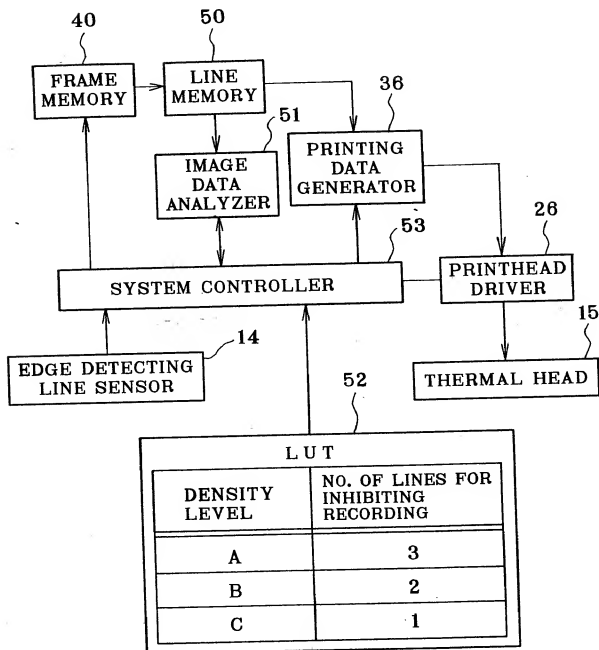 40
50
FRAME
MEMORY
LINE
MEMORY
36
51
IMAGE
DATA
ANALYZER
PRINTING
DATA
GENERATOR
53
26
SYSTEM CONTROLLER
PRINTHEAD
DRIVER
14
15
EDGE DETECTING
LINE SENSOR
THERMAL HEAD
52
LUT
DENSITY
LEVEL
NO. OF LINES FOR
INHIBITING
RECORDING
A 3
B 2
C 1